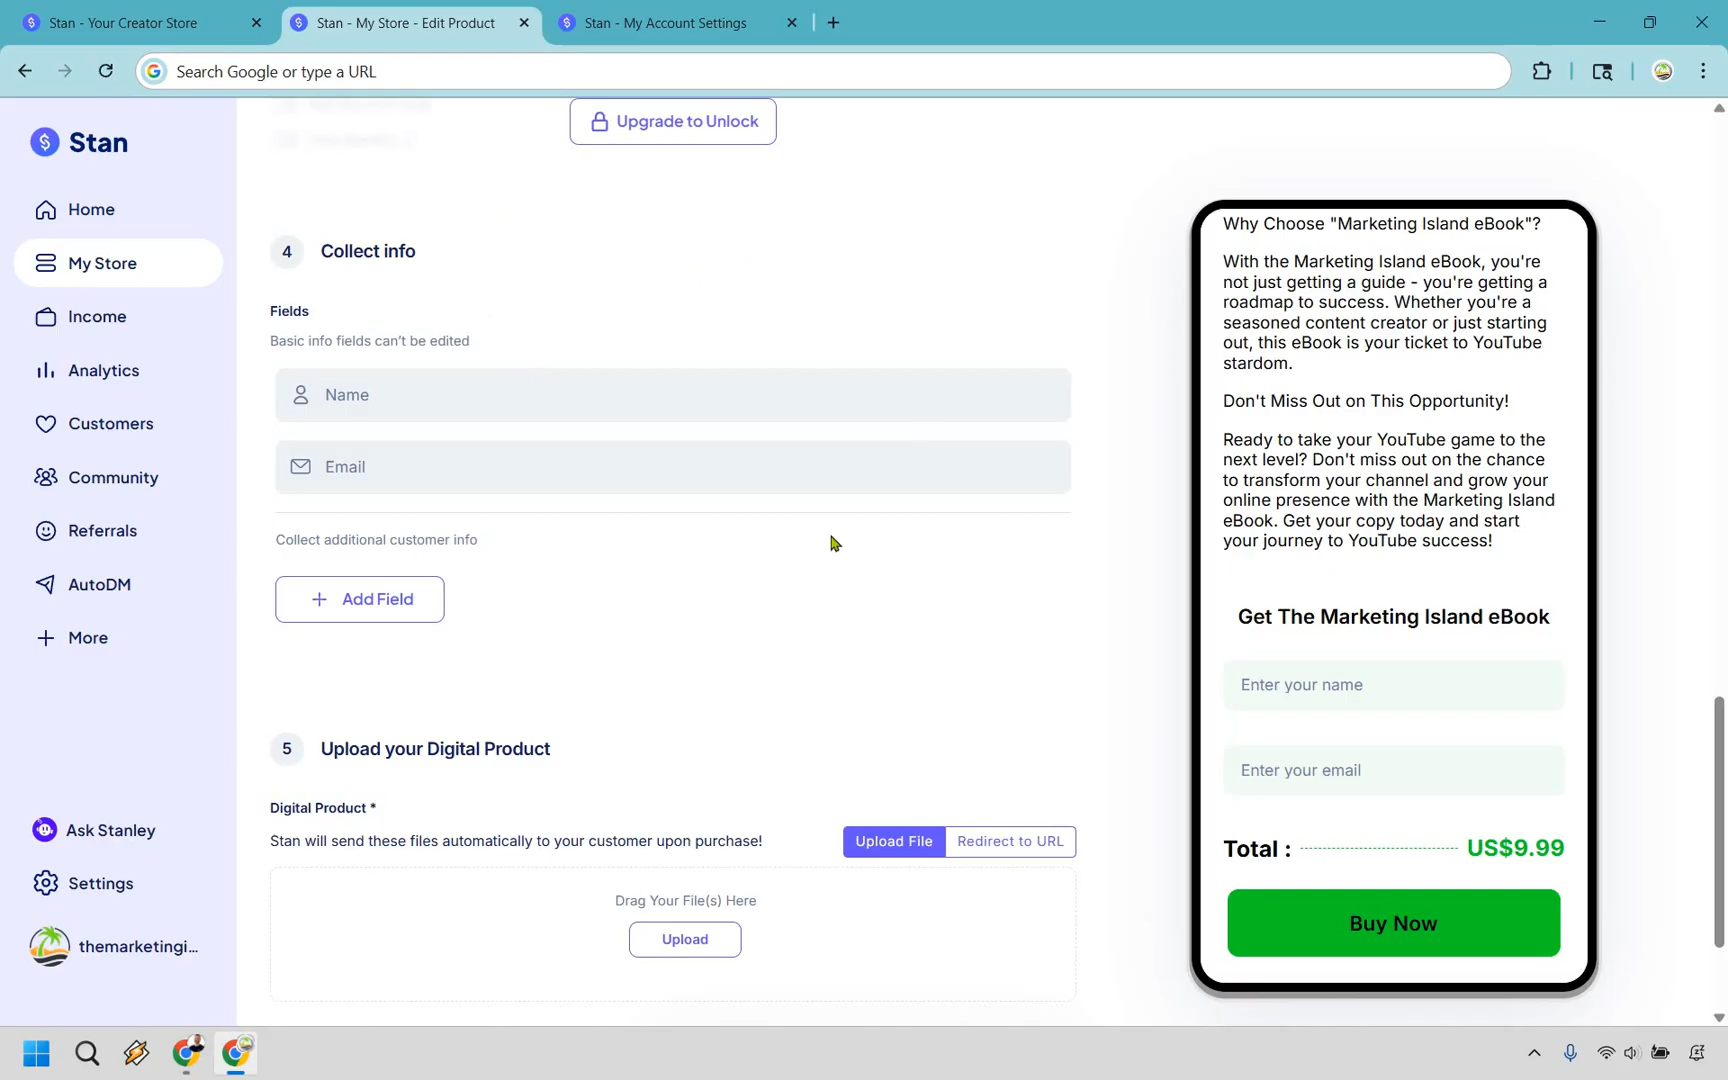 Stan - Your Creator Store
Stan - My Store - Edit Product
Stan - My Account Settings
Search Google or type a URL
Stan
Home
My Store
Income
Analytics
Customers
Community
Referrals
AutoDM
More
Ask Stanley
Settings
themarketingi...
Upgrade to Unlock
4 Collect info
Fields
Basic info fields can't be edited
Name
Email
Collect additional customer info
+ Add Field
5 Upload your Digital Product
Digital Product *
Stan will send these files automatically to your customer upon purchase!
Upload File
Redirect to URL
Drag Your File(s) Here
Upload
Why Choose "Marketing Island eBook"?
With the Marketing Island eBook, you're
not just getting a guide - you're getting a
roadmap to success. Whether you're a
seasoned content creator or just starting
out, this eBook is your ticket to YouTube
stardom.
Don't Miss Out on This Opportunity!
Ready to take your YouTube game to the
next level? Don't miss out on the chance
to transform your channel and grow your
online presence with the Marketing Island
eBook. Get your copy today and start
your journey to YouTube success!
Get The Marketing Island eBook
Enter your name
Enter your email
Total : US$9.99
Buy Now